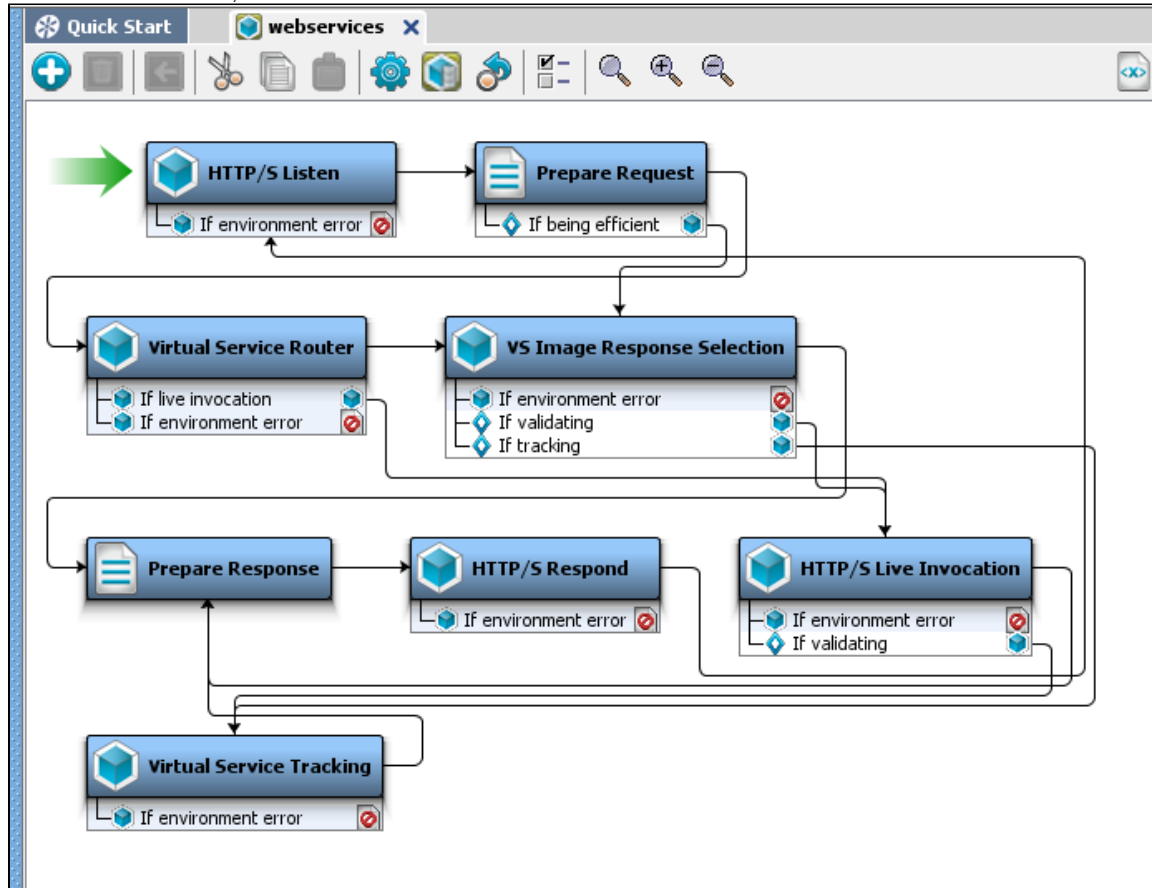 Quick Start
webservices
HTTP/S Listen
If environment error
Prepare Request
If being efficient
Virtual Service Router
If live invocation
If environment error
VS Image Response Selection
If environment error
If validating
If tracking
Prepare Response
HTTP/S Respond
If environment error
HTTP/S Live Invocation
If environment error
If validating
Virtual Service Tracking
If environment error